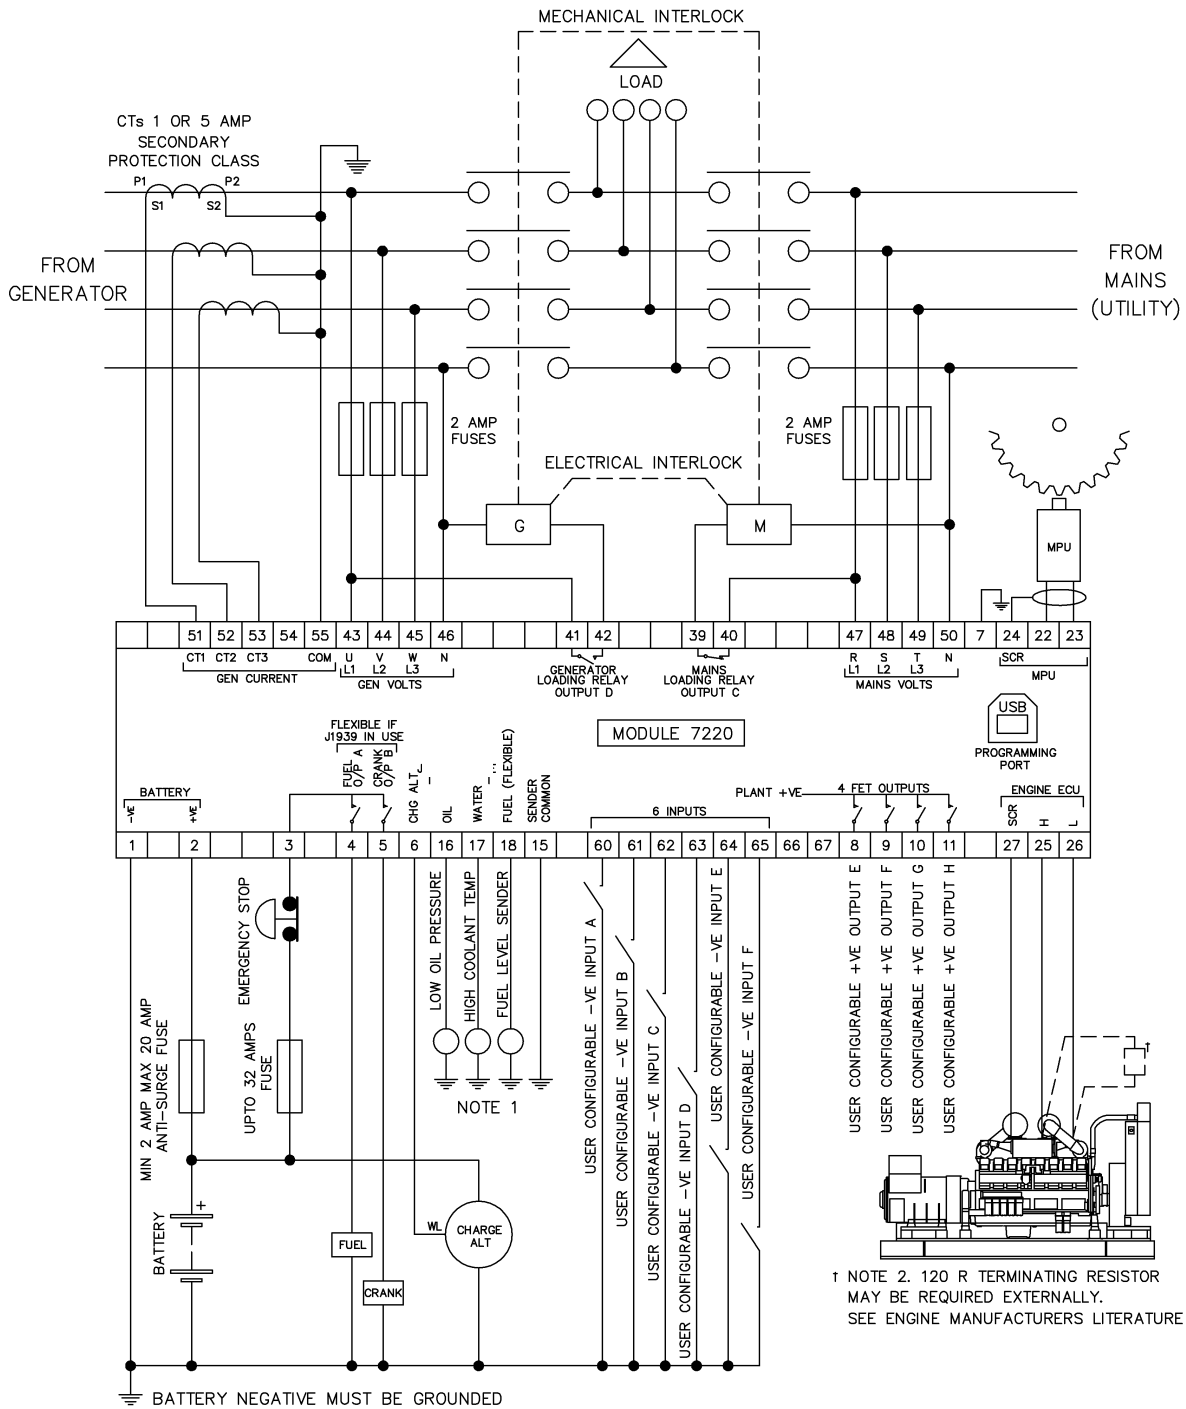 MECHANICAL INTERLOCK
LOAD
CTs 1 OR 5 AMP
SECONDARY
PROTECTION CLASS
P1
P2
S1
S2
FROM
GENERATOR
FROM
MAINS
(UTILITY)
2 AMP
FUSES
2 AMP
FUSES
ELECTRICAL INTERLOCK
G
M
MPU
51
52
53
54
55
43
44
45
46
41
42
39
40
47
48
49
50
7
24
22
23
CT1
CT2
CT3
COM
GEN CURRENT
U
V
W
N
L1
L2
L3
GEN VOLTS
GENERATOR
LOADING RELAY
OUTPUT D
MAINS
LOADING RELAY
OUTPUT C
R
S
T
N
L1
L2
L3
MAINS VOLTS
SCR
MPU
USB
PROGRAMMING
PORT
MODULE 7220
FLEXIBLE IF
J1939 IN USE
FUEL
O/P A
CRANK
O/P B
CHG ALT
OIL
WATER
FUEL (FLEXIBLE)
SENDER
COMMON
BATTERY
-VE
+VE
6 INPUTS
PLANT +VE
4 FET OUTPUTS
ENGINE ECU
SCR
H
L
1
2
3
4
5
6
16
17
18
15
60
61
62
63
64
65
66
67
8
9
10
11
27
25
26
EMERGENCY STOP
MIN 2 AMP MAX 20 AMP
ANTI-SURGE FUSE
UPTO 32 AMPS
FUSE
LOW OIL PRESSURE
HIGH COOLANT TEMP
FUEL LEVEL SENDER
NOTE 1
USER CONFIGURABLE -VE INPUT A
USER CONFIGURABLE -VE INPUT B
USER CONFIGURABLE -VE INPUT C
USER CONFIGURABLE -VE INPUT D
USER CONFIGURABLE -VE INPUT E
USER CONFIGURABLE -VE INPUT F
USER CONFIGURABLE +VE OUTPUT E
USER CONFIGURABLE +VE OUTPUT F
USER CONFIGURABLE +VE OUTPUT G
USER CONFIGURABLE +VE OUTPUT H
†
BATTERY
+
WL
CHARGE
ALT
FUEL
CRANK
† NOTE 2. 120 R TERMINATING RESISTOR
MAY BE REQUIRED EXTERNALLY.
SEE ENGINE MANUFACTURERS LITERATURE
BATTERY NEGATIVE MUST BE GROUNDED